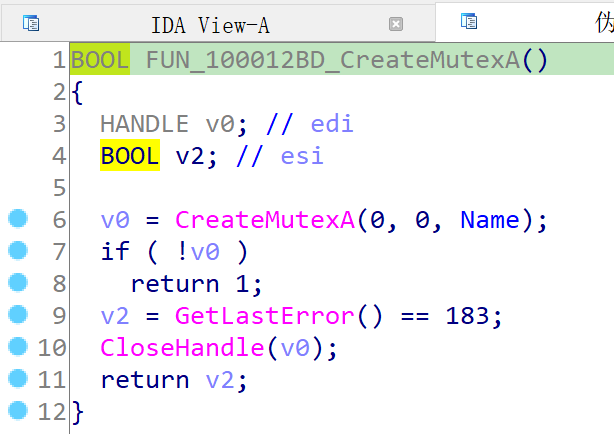 IDA View-A 伪
1 BOOL FUN_100012BD_CreateMutexA()
2 {
3   HANDLE v0; // edi
4   BOOL v2; // esi
5
6   v0 = CreateMutexA(0, 0, Name);
7   if ( !v0 )
8     return 1;
9   v2 = GetLastError() == 183;
10   CloseHandle(v0);
11   return v2;
12 }